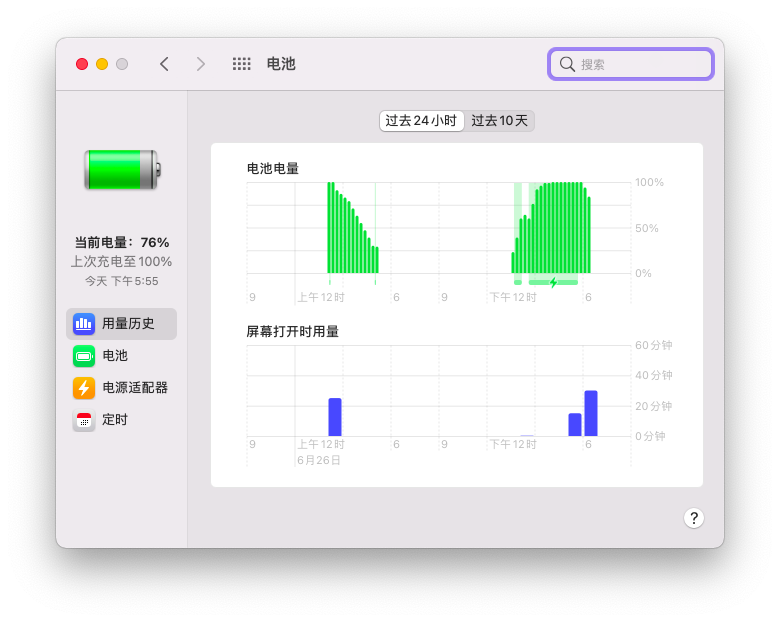 电池
搜索
当前电量：76%
上次充电至100%
今天 下午5:55
用量历史
电池
电源适配器
定时
过去24小时 过去10天
电池电量
100%
50%
0%
9 上午12时 6 9 下午12时 6
屏幕打开时用量
60分钟
40分钟
20分钟
0分钟
9 上午12时 6 9 下午12时 6
6月26日
?